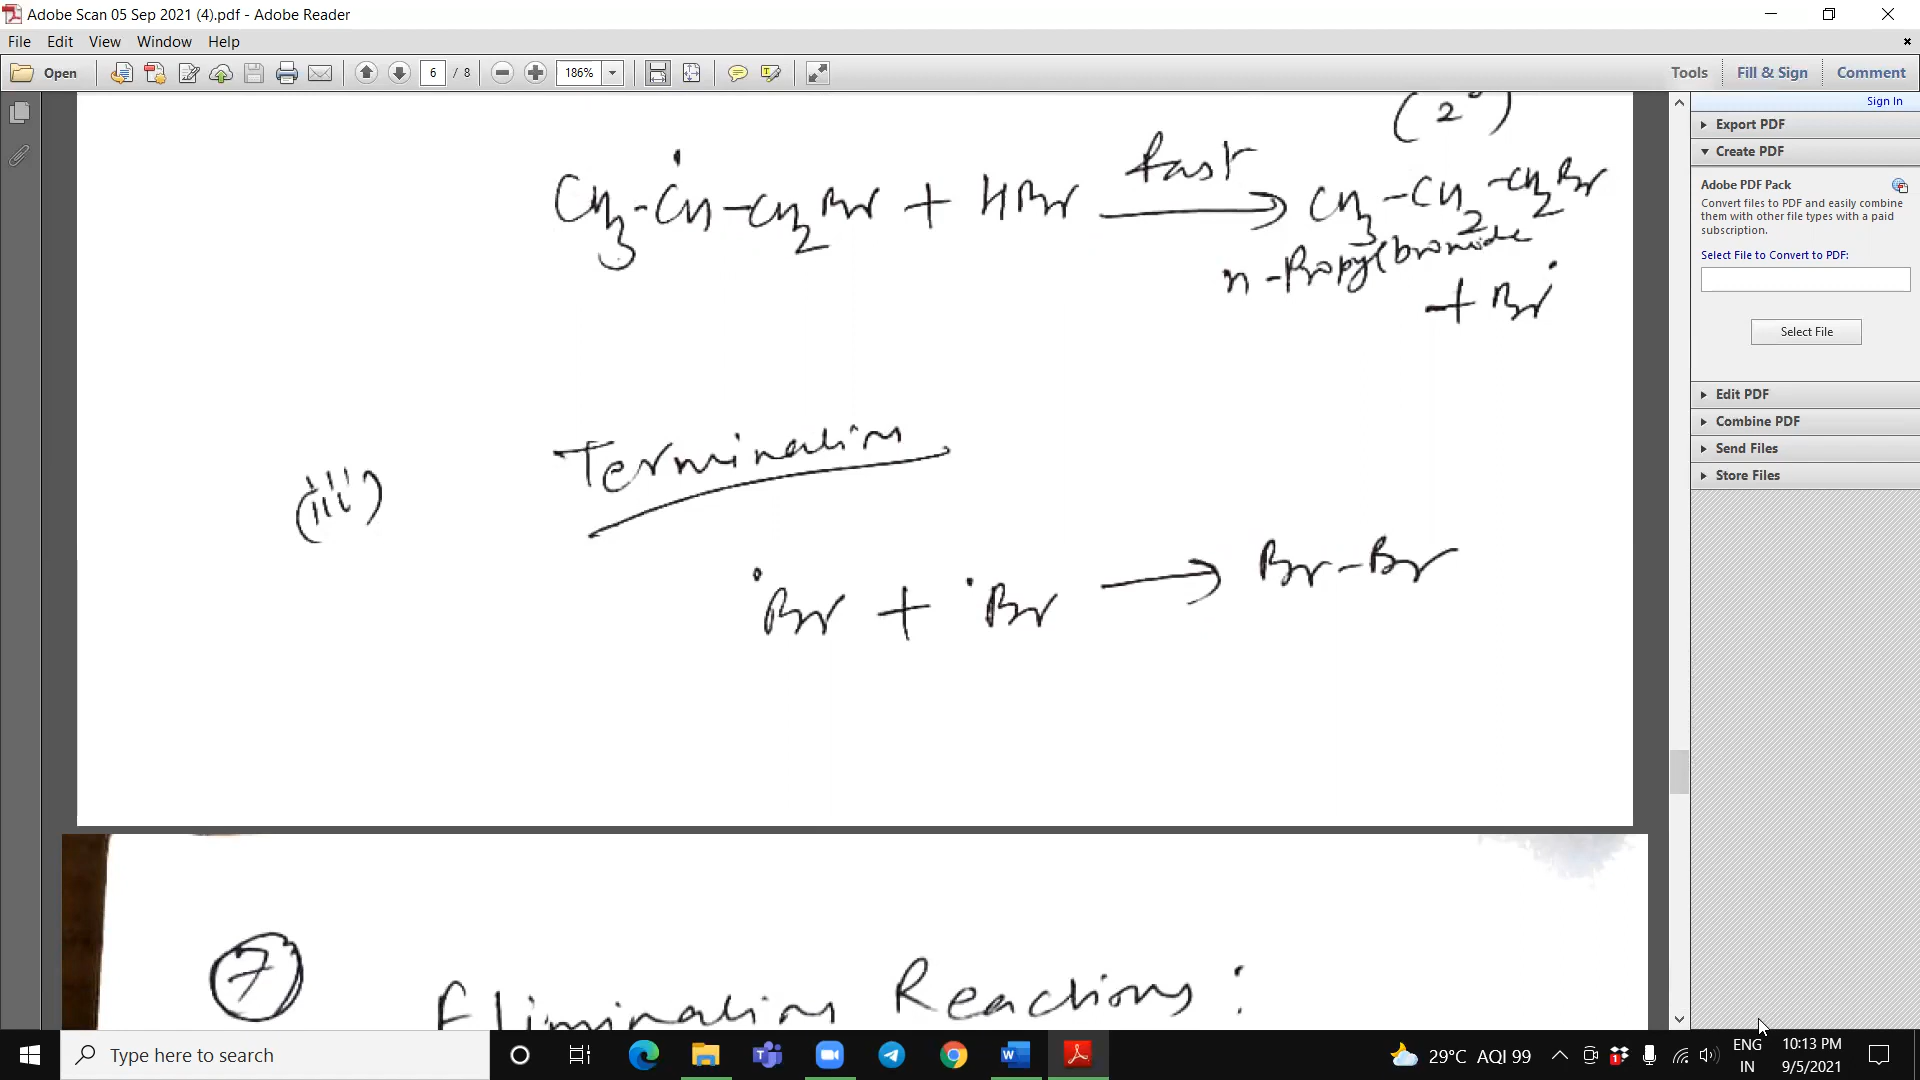 Adobe Scan 05 Sep 2021 (4).pdf - Adobe Reader
File Edit View Window Help
Open 6 / 8 186% Tools Fill & Sign Comment
Sign In
Export PDF
Create PDF
Adobe PDF Pack
Convert files to PDF and easily combine
them with other file types with a paid
subscription.
Select File to Convert to PDF:
Select File
Edit PDF
Combine PDF
Send Files
Store Files
(2°)
CH3-ĊH-CH2Br + HBr fast → CH3-CH2-CH2Br
n-Propyl bromide
+ Br˙
(iii) Termination
˙Br + ˙Br → Br-Br
7 Elimination Reactions:
Type here to search
29°C AQI 99
ENG
IN
10:13 PM
9/5/2021